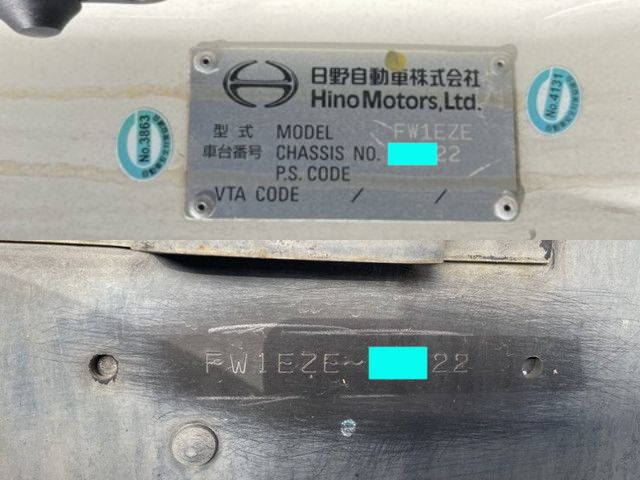 日野自動車株式会社
Hino Motors, Ltd.
型式 MODEL FW1EZE
車台番号 CHASSIS NO. 22
P.S. CODE
VTA CODE / /
No.3863
No.4131
FW1EZE~ 22